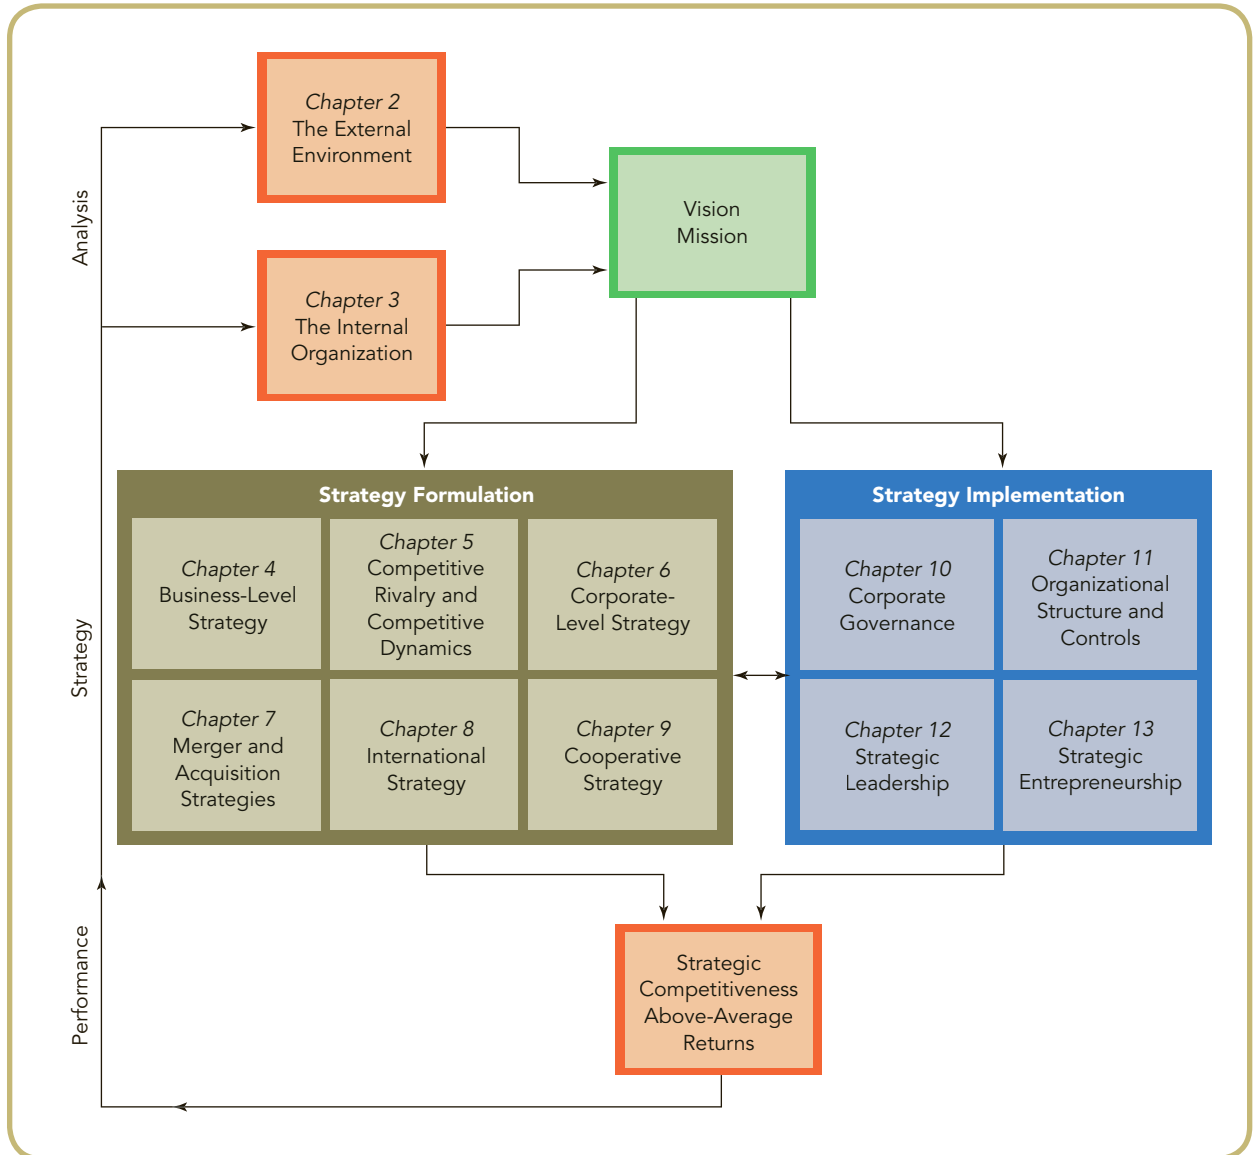 Analysis
Chapter 2
The External
Environment
Chapter 3
The Internal
Organization
Vision
Mission
Strategy
Strategy Formulation
Chapter 4
Business-Level
Strategy
Chapter 5
Competitive
Rivalry and
Competitive
Dynamics
Chapter 6
Corporate-
Level Strategy
Chapter 7
Merger and
Acquisition
Strategies
Chapter 8
International
Strategy
Chapter 9
Cooperative
Strategy
Strategy Implementation
Chapter 10
Corporate
Governance
Chapter 11
Organizational
Structure and
Controls
Chapter 12
Strategic
Leadership
Chapter 13
Strategic
Entrepreneurship
Performance
Strategic
Competitiveness
Above-Average
Returns